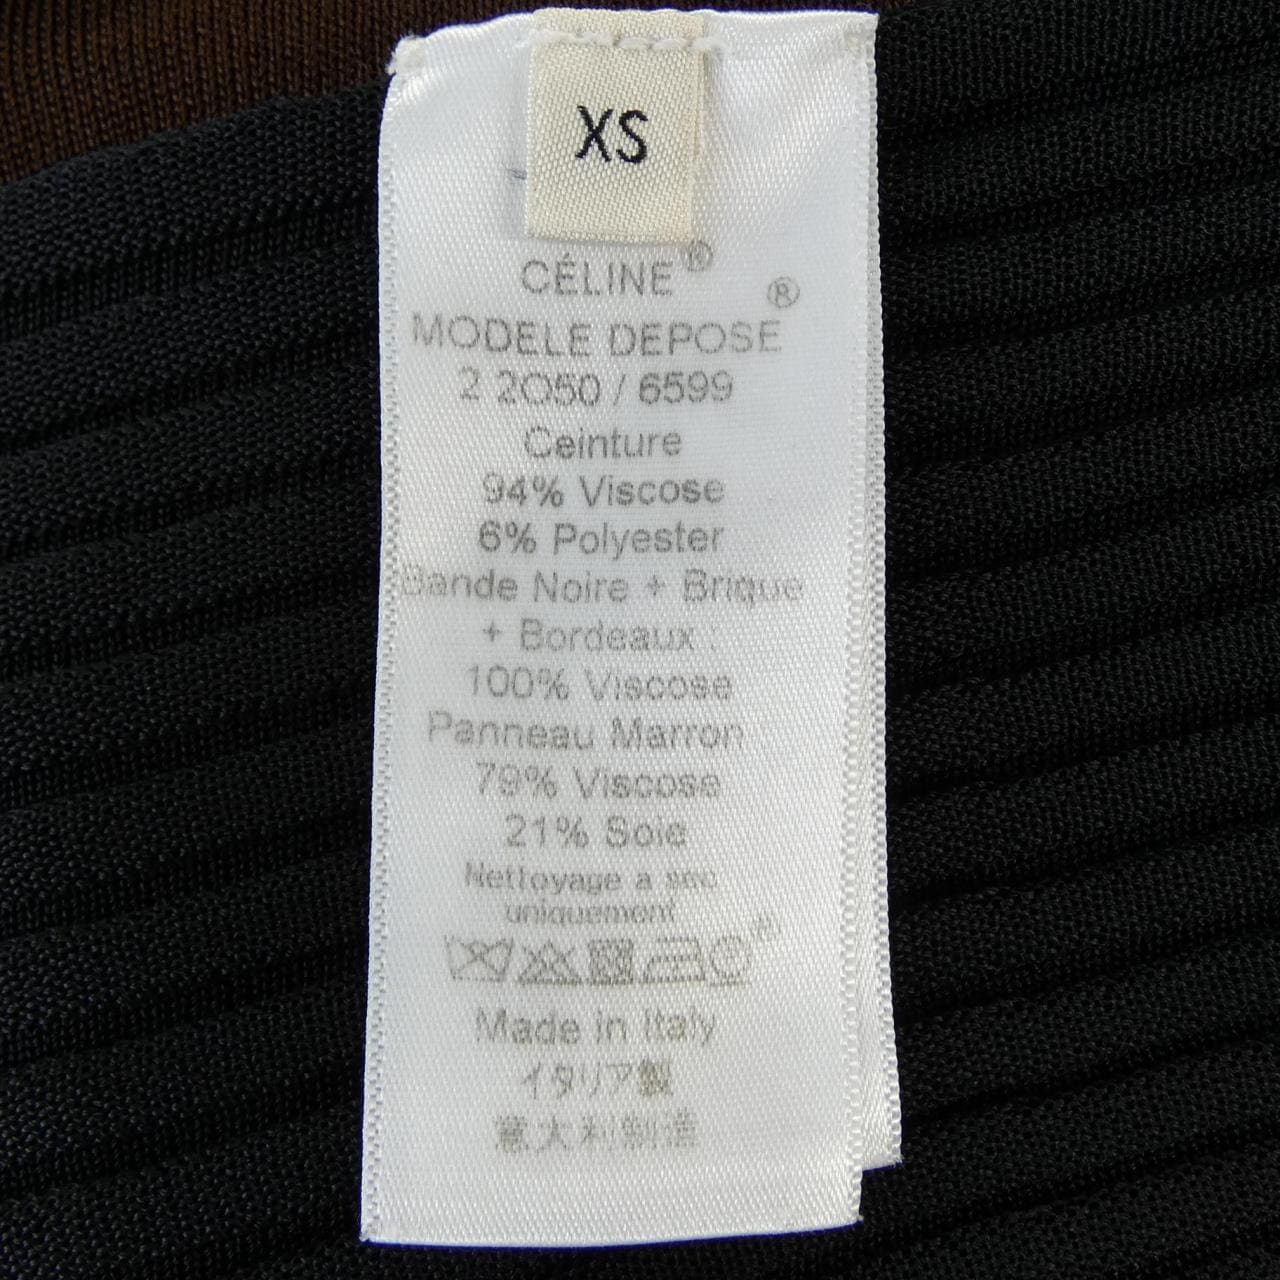 XS
CÉLINE®
MODELE DEPOSE®
2 2O50 / 6599
Ceinture
94% Viscose
6% Polyester
Bande Noire + Brique
+ Bordeaux :
100% Viscose
Panneau Marron
79% Viscose
21% Soie
Nettoyage a sec
uniquement
Made in Italy
イタリア製
意大利制造